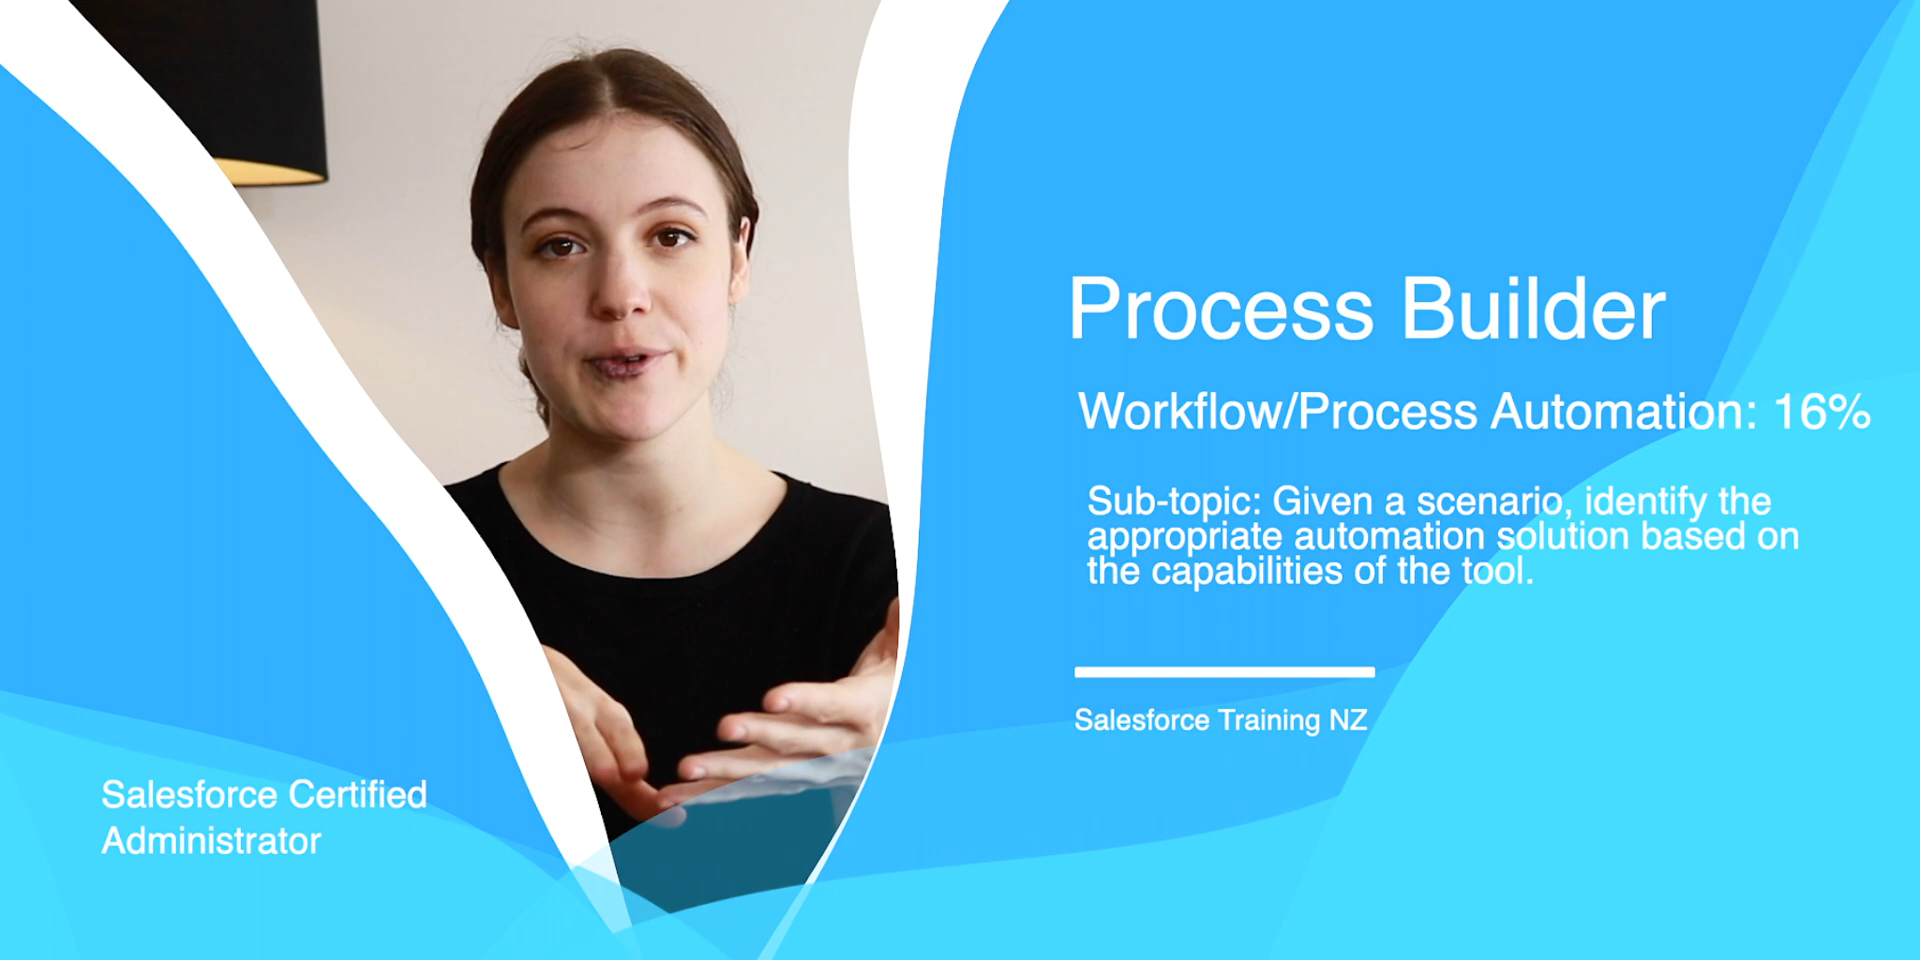 Process Builder
Workflow/Process Automation: 16%
Sub-topic: Given a scenario, identify the
appropriate automation solution based on
the capabilities of the tool.
Salesforce Training NZ
Salesforce Certified
Administrator